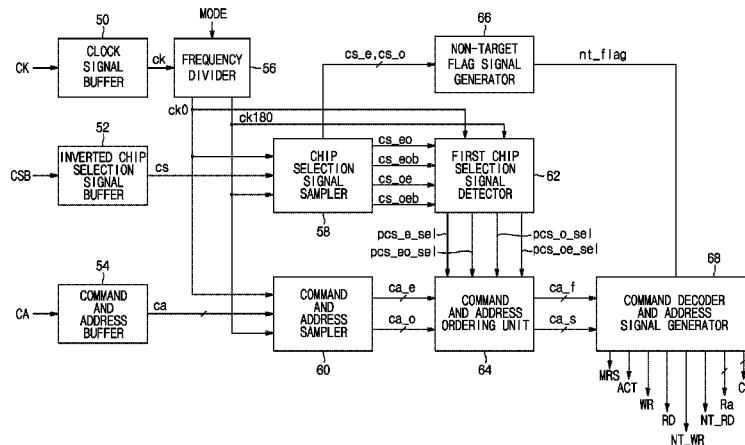 MODE
50
CK
CLOCK
SIGNAL
BUFFER
ck
FREQUENCY
DIVIDER
56
66
cs_e,cs_o
NON-TARGET
FLAG SIGNAL
GENERATOR
nt_flag
ck0
ck180
52
CSB
INVERTED CHIP
SELECTION
SIGNAL BUFFER
cs
CHIP
SELECTION
SIGNAL
SAMPLER
58
cs_eo
cs_eob
cs_oe
cs_oeb
FIRST CHIP
SELECTION
SIGNAL
DETECTOR
62
pcs_e_sel
pcs_eo_sel
pcs_o_sel
pcs_oe_sel
54
CA
COMMAND
AND
ADDRESS
BUFFER
ca
COMMAND
AND
ADDRESS
SAMPLER
60
ca_e
ca_o
COMMAND
AND ADDRESS
ORDERING UNIT
64
ca_f
ca_s
68
COMMAND DECODER
AND ADDRESS
SIGNAL GENERATOR
MRS
ACT
WR
RD
NT_WR
NT_RD
Ra